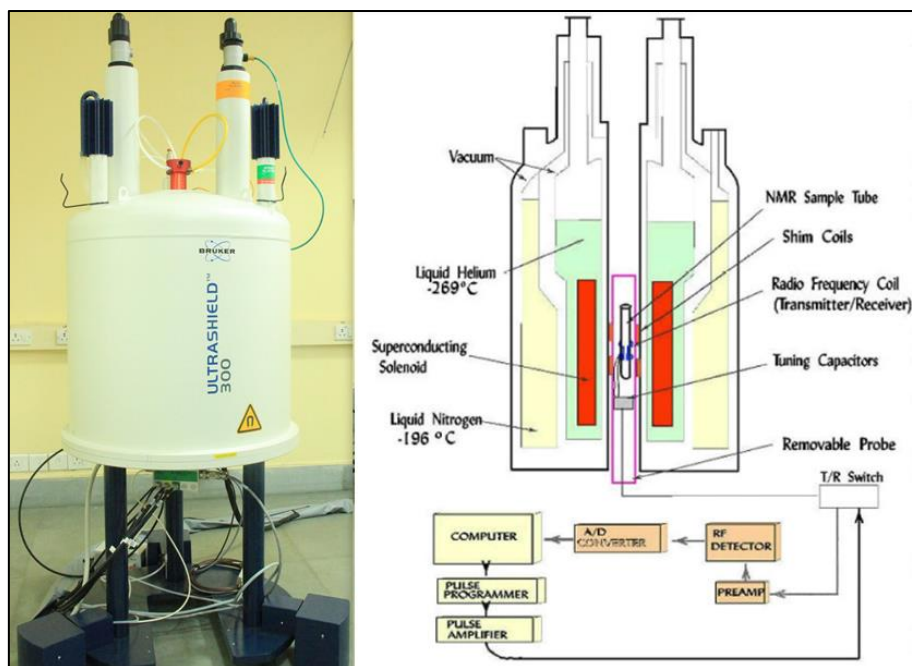 BRUKER
ULTRASHIELD™
300
Vacuum
Liquid Helium
-269°C
Superconducting
Solenoid
Liquid Nitrogen
-196 °C
NMR Sample Tube
Shim Coils
Radio Frequency Coil
(Transmitter/Receiver)
Tuning Capacitors
Removable Probe
T/R Switch
COMPUTER
A/D
CONVERTER
RF
DETECTOR
PREAMP
PULSE
PROGRAMMER
PULSE
AMPLIFIER